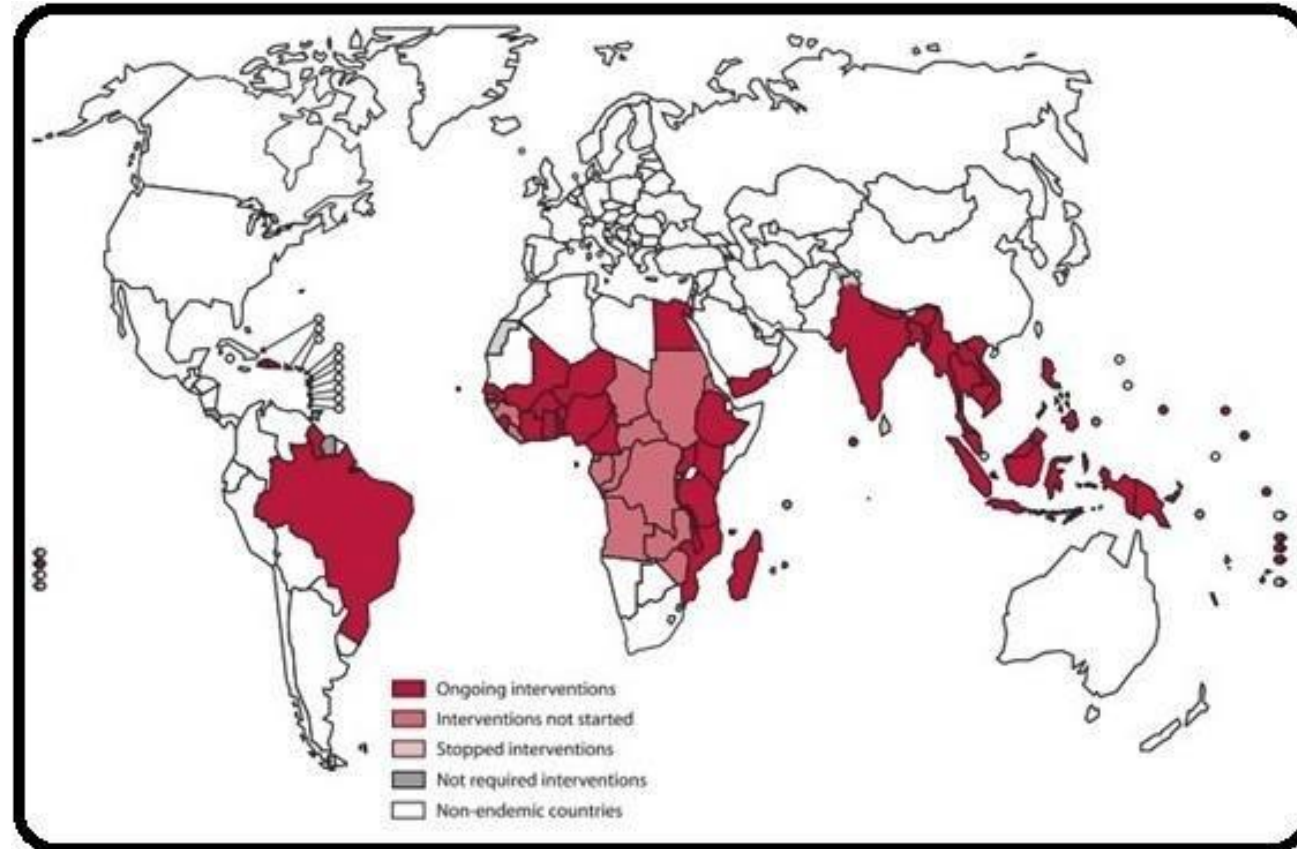 Ongoing interventions
Interventions not started
Stopped interventions
Not required interventions
Non-endemic countries